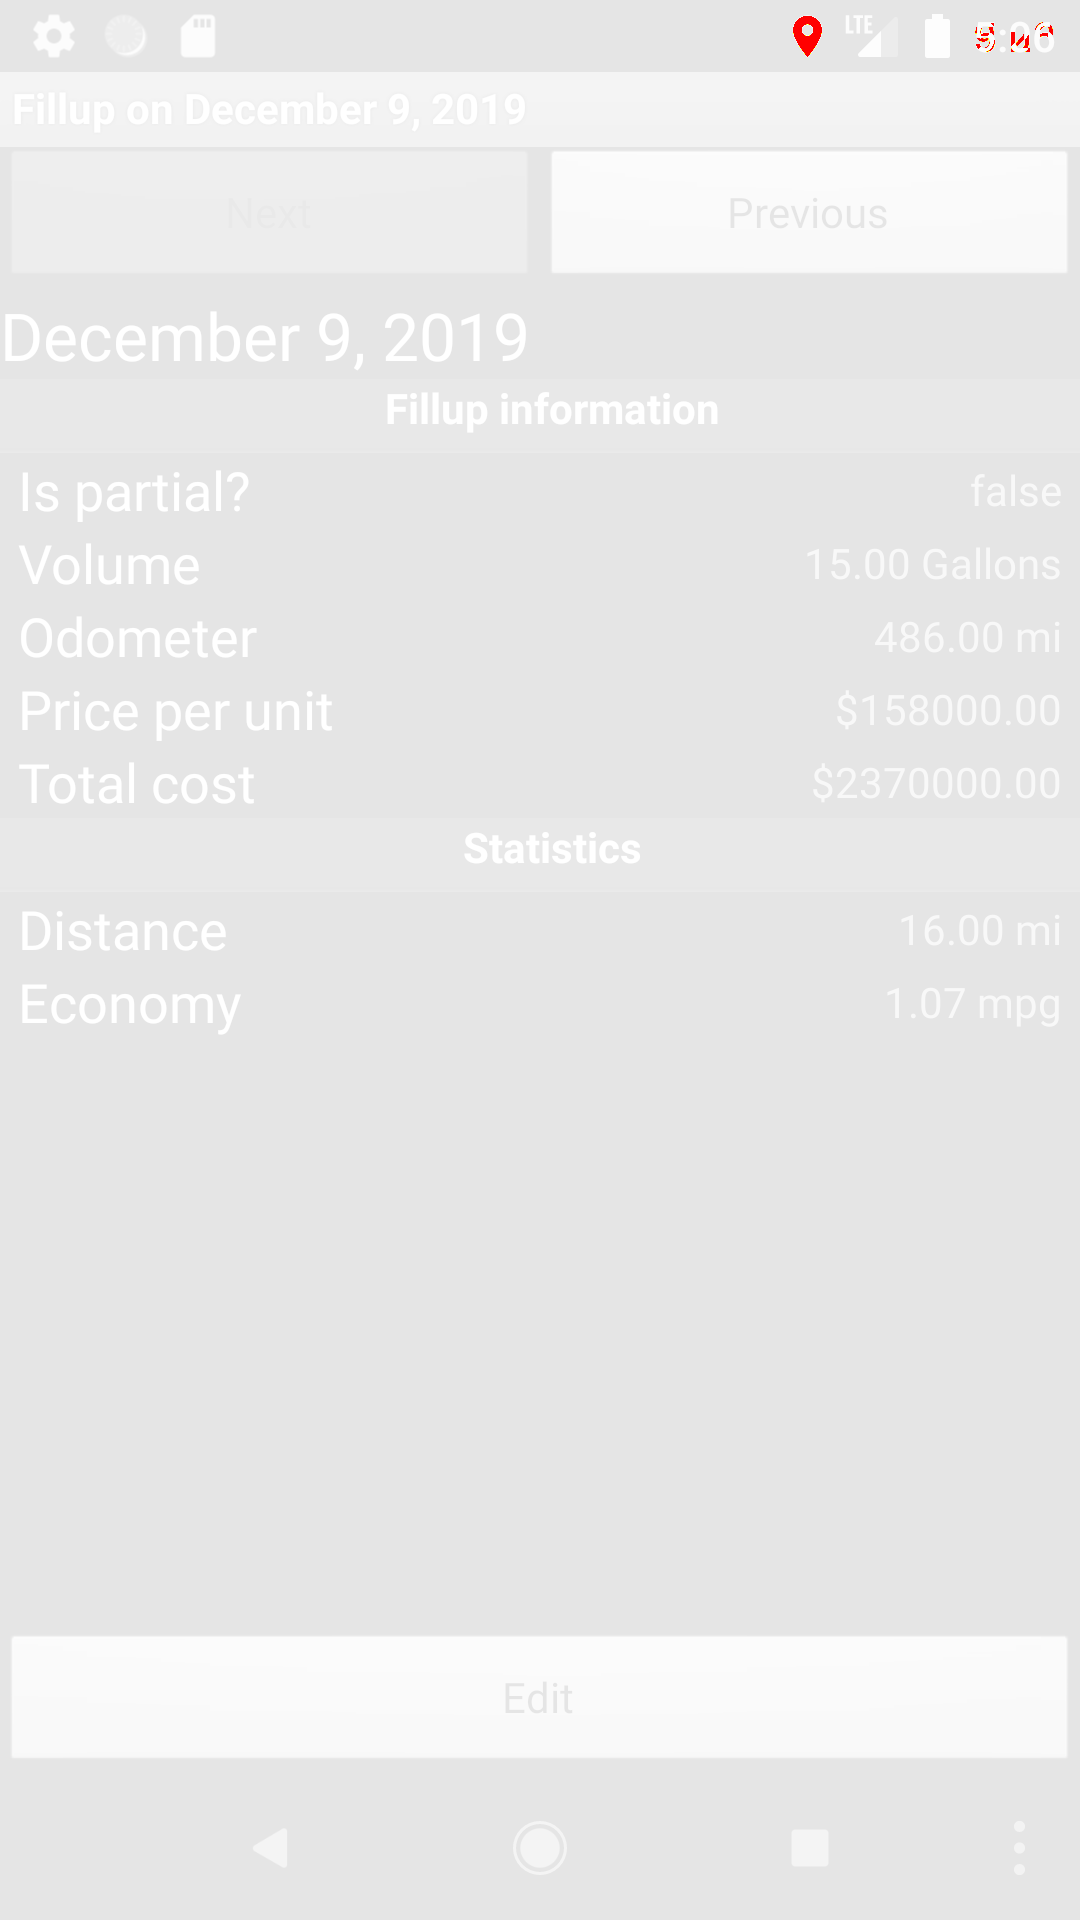 LTE
Fillup on December 9, 2019
Next
Previous
December 9, 2019
Fillup information
Is partial?
false
Volume
15.00 Gallons
Odometer
486.00 mi
Price per unit
$158000.00
Total cost
$2370000.00
Statistics
Distance
16.00 mi
Economy
1.07 mpg
Edit